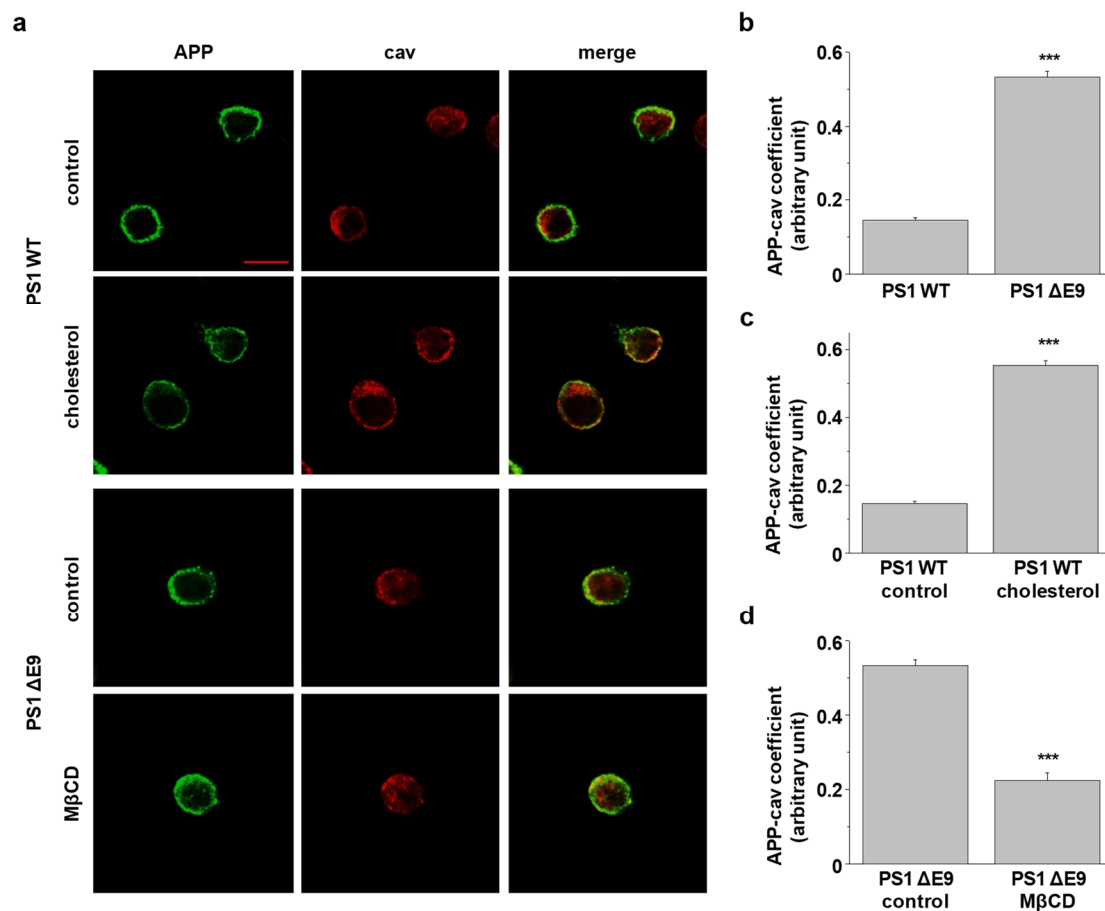 a
APP
cav
merge
PS1 WT
control
cholesterol
PS1 ΔE9
control
MβCD
b
APP-cav coefficient
(arbitrary unit)
0.6
0.4
0.2
0
***
PS1 WT
PS1 ΔE9
c
APP-cav coefficient
(arbitrary unit)
0.6
0.4
0.2
0
***
PS1 WT
control
PS1 WT
cholesterol
d
APP-cav coefficient
(arbitrary unit)
0.6
0.4
0.2
0
***
PS1 ΔE9
control
PS1 ΔE9
MβCD